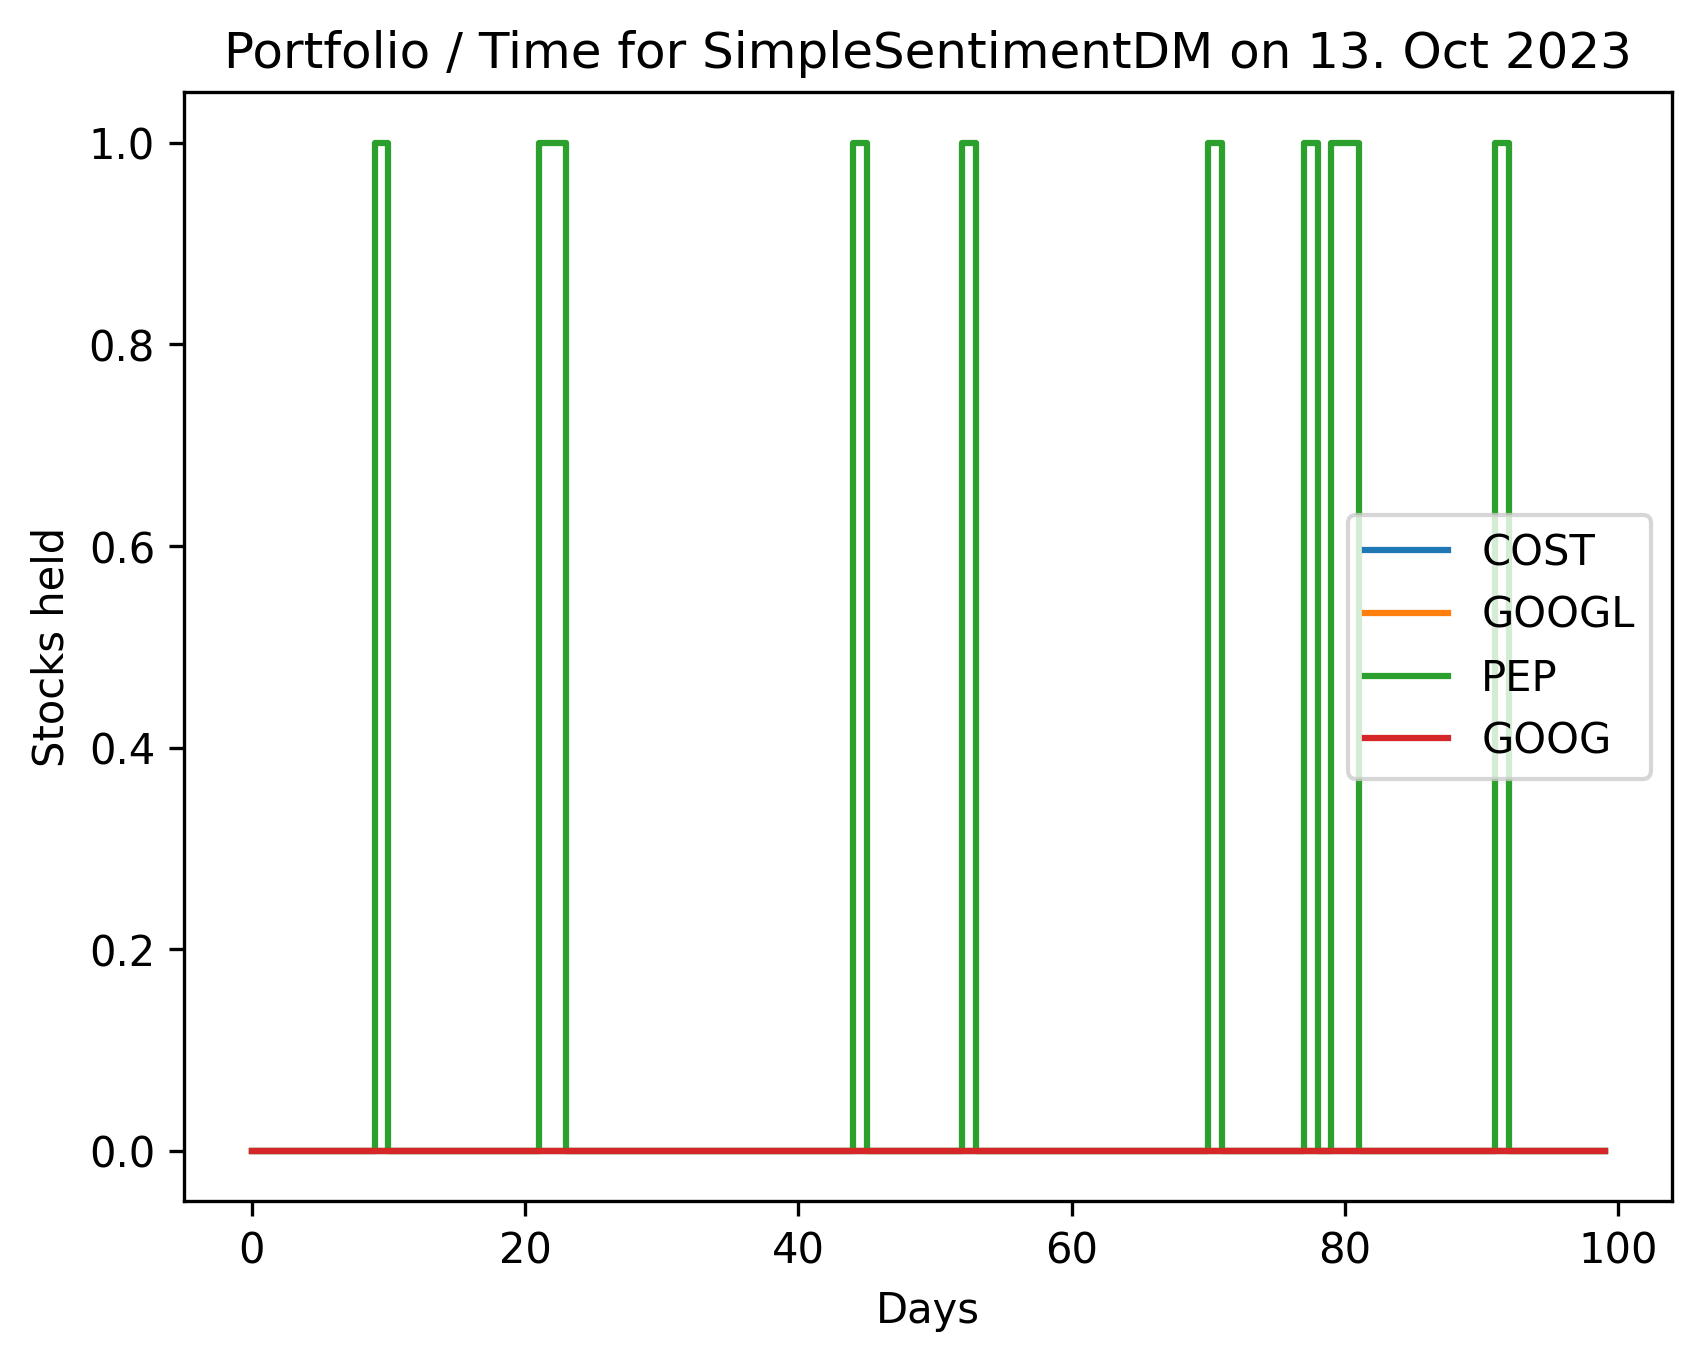 Portfolio / Time for SimpleSentimentDM on 13. Oct 2023
1.0
0.8
0.6
0.4
0.2
0.0
Stocks held
COST
GOOGL
PEP
GOOG
0 20 40 60 80 100
Days